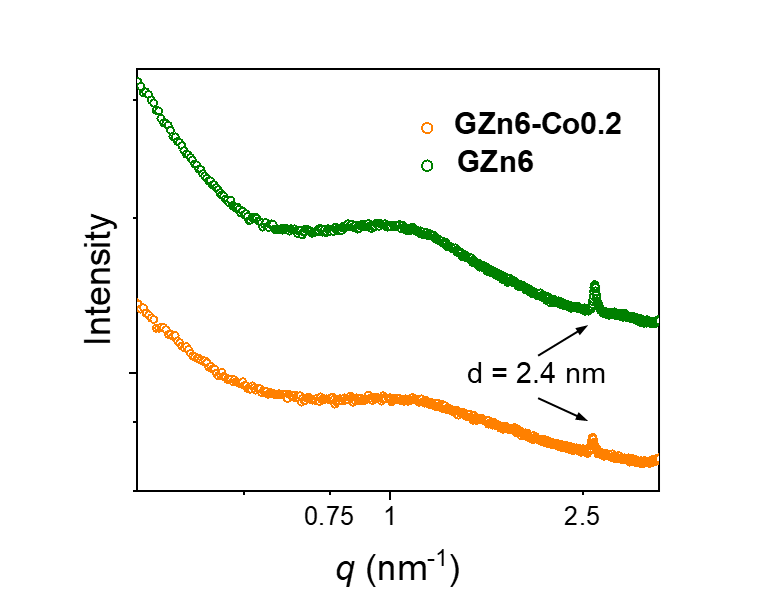 GZn6-Co0.2
GZn6
Intensity
d = 2.4 nm
0.75 1 2.5
q (nm⁻¹)